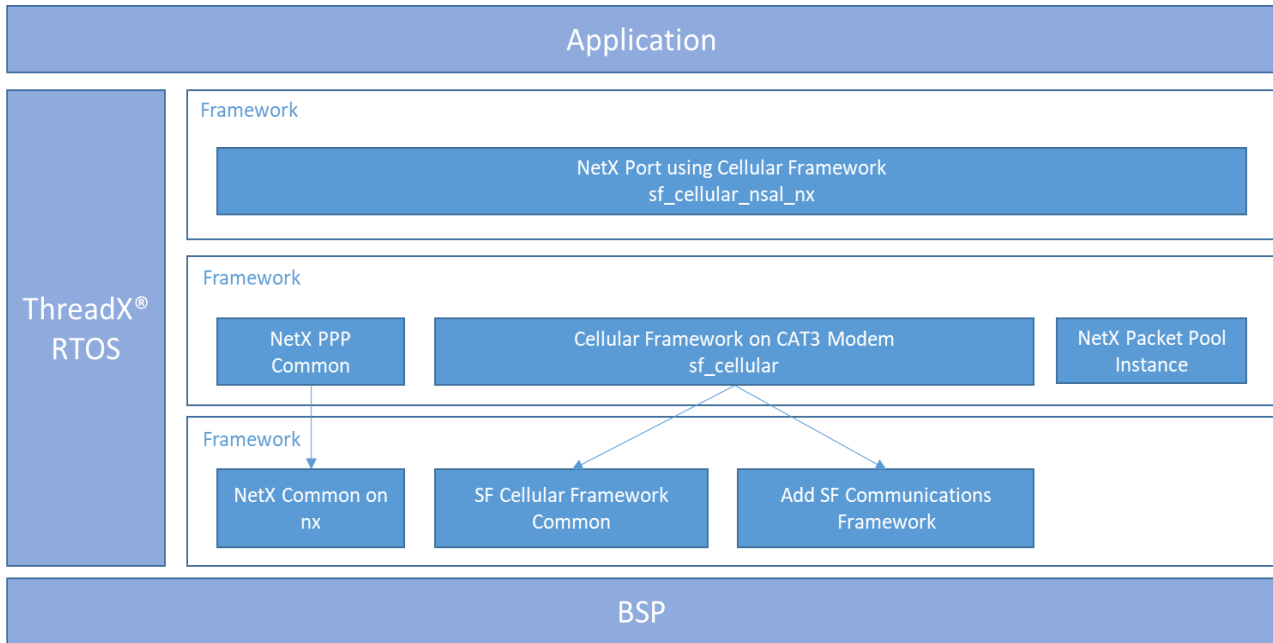 Application
ThreadX®
RTOS
Framework
NetX Port using Cellular Framework
sf_cellular_nsal_nx
Framework
NetX PPP
Common
Cellular Framework on CAT3 Modem
sf_cellular
NetX Packet Pool
Instance
Framework
NetX Common on
nx
SF Cellular Framework
Common
Add SF Communications
Framework
BSP